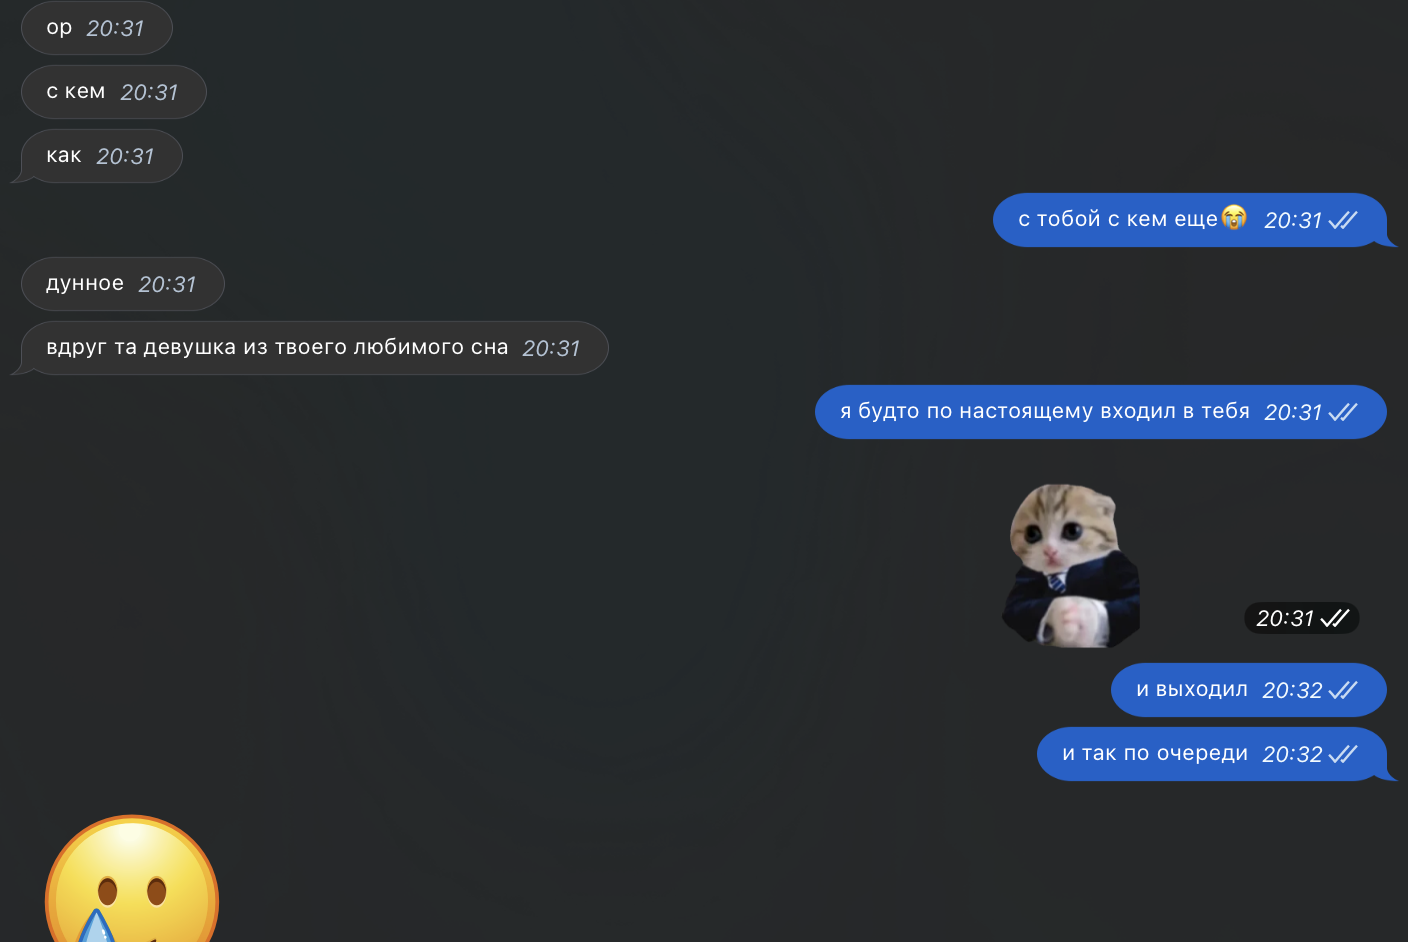 ор 20:31
с кем 20:31
как 20:31
с тобой с кем еще😭 20:31
дунное 20:31
вдруг та девушка из твоего любимого сна 20:31
я будто по настоящему входил в тебя 20:31
20:31
и выходил 20:32
и так по очереди 20:32